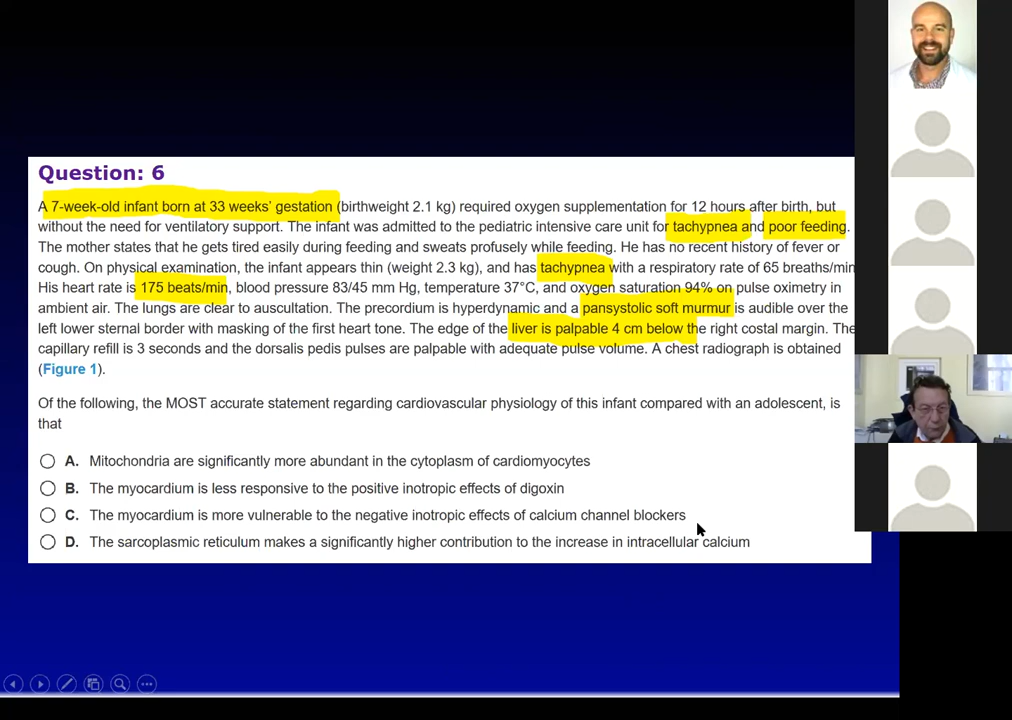 Question: 6
A 7-week-old infant born at 33 weeks' gestation (birthweight 2.1 kg) required oxygen supplementation for 12 hours after birth, but
without the need for ventilatory support. The infant was admitted to the pediatric intensive care unit for tachypnea and poor feeding.
The mother states that he gets tired easily during feeding and sweats profusely while feeding. He has no recent history of fever or
cough. On physical examination, the infant appears thin (weight 2.3 kg), and has tachypnea with a respiratory rate of 65 breaths/min
His heart rate is 175 beats/min, blood pressure 83/45 mm Hg, temperature 37°C, and oxygen saturation 94% on pulse oximetry in
ambient air. The lungs are clear to auscultation. The precordium is hyperdynamic and a pansystolic soft murmur is audible over the
left lower sternal border with masking of the first heart tone. The edge of the liver is palpable 4 cm below the right costal margin. The
capillary refill is 3 seconds and the dorsalis pedis pulses are palpable with adequate pulse volume. A chest radiograph is obtained
(Figure 1).
Of the following, the MOST accurate statement regarding cardiovascular physiology of this infant compared with an adolescent, is
that
A. Mitochondria are significantly more abundant in the cytoplasm of cardiomyocytes
B. The myocardium is less responsive to the positive inotropic effects of digoxin
C. The myocardium is more vulnerable to the negative inotropic effects of calcium channel blockers
D. The sarcoplasmic reticulum makes a significantly higher contribution to the increase in intracellular calcium